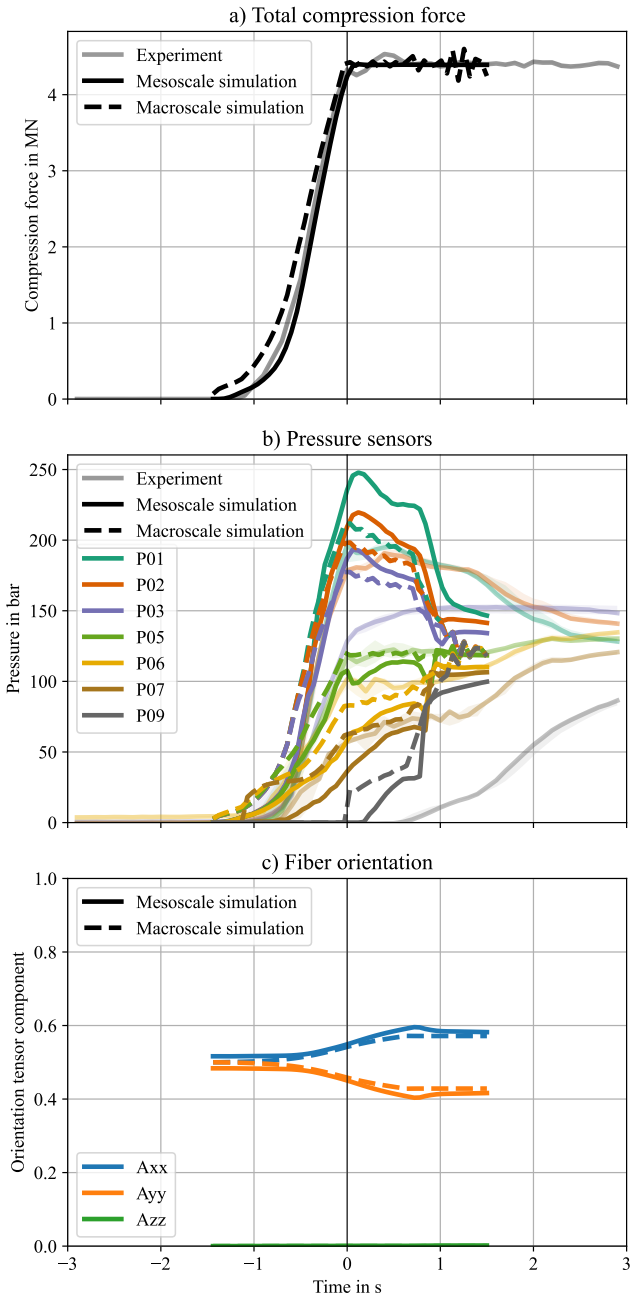 a) Total compression force
Experiment
Mesoscale simulation
Macroscale simulation
Compression force in MN
4
3
2
1
0
b) Pressure sensors
Experiment
Mesoscale simulation
Macroscale simulation
P01
P02
P03
P05
P06
P07
P09
Pressure in bar
250
200
150
100
50
0
c) Fiber orientation
Mesoscale simulation
Macroscale simulation
Axx
Ayy
Azz
Orientation tensor component
1.0
0.8
0.6
0.4
0.2
0.0
−3 −2 −1 0 1 2 3
Time in s